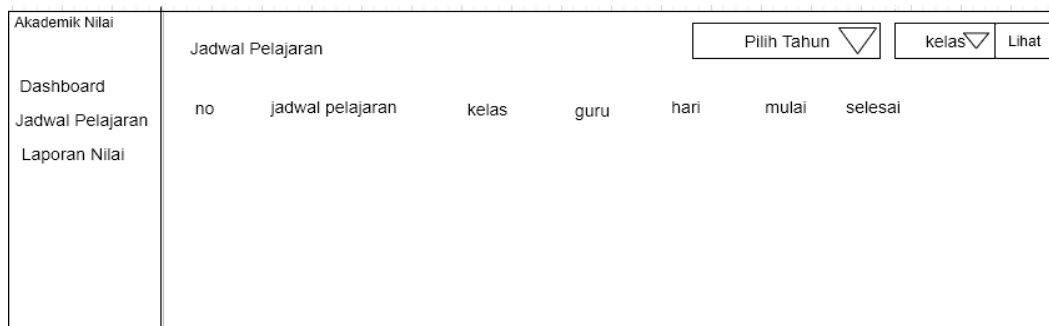 Akademik Nilai
Dashboard
Jadwal Pelajaran
Laporan Nilai
Jadwal Pelajaran
Pilih Tahun
kelas
Lihat
no jadwal pelajaran kelas guru hari mulai selesai